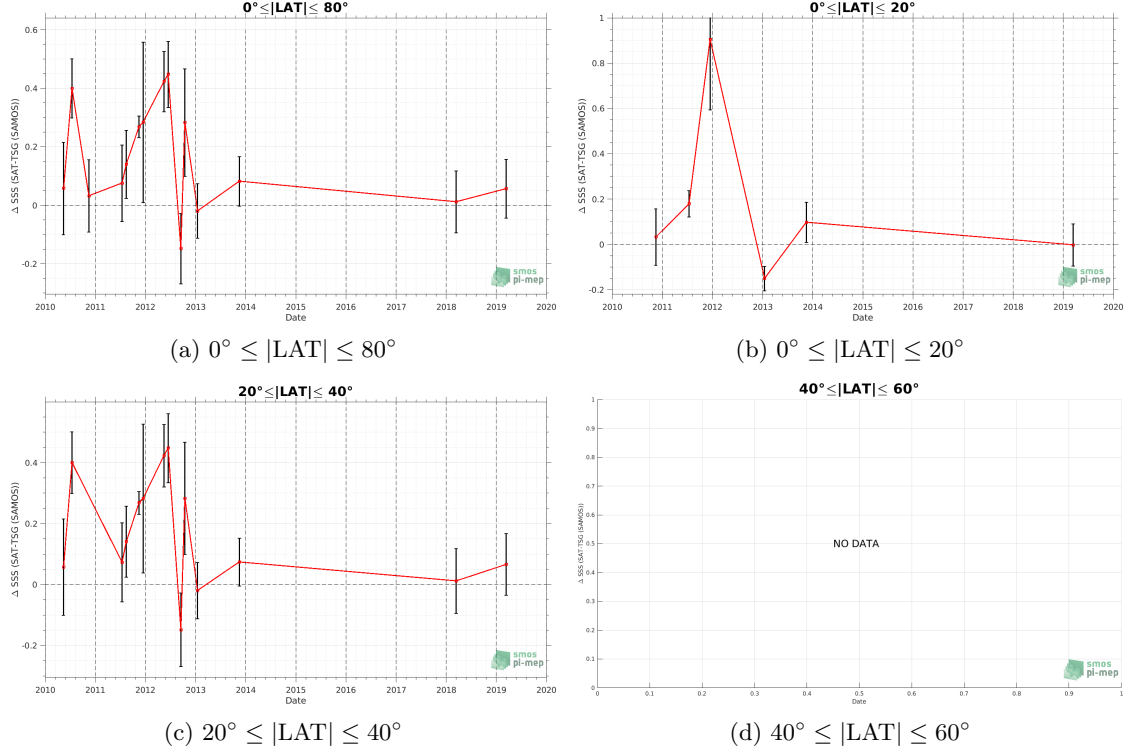 0°≤|LAT|≤ 80°
Δ SSS (SAT-TSG (SAMOS))
0.6
0.4
0.2
0
-0.2
2010 2011 2012 2013 2014 2015 2016 2017 2018 2019 2020
Date
smos
pi-mep
(a) 0° ≤ |LAT| ≤ 80°
0°≤|LAT|≤ 20°
Δ SSS (SAT-TSG (SAMOS))
1
0.8
0.6
0.4
0.2
0
-0.2
2010 2011 2012 2013 2014 2015 2016 2017 2018 2019 2020
Date
smos
pi-mep
(b) 0° ≤ |LAT| ≤ 20°
20°≤|LAT|≤ 40°
Δ SSS (SAT-TSG (SAMOS))
0.4
0.2
0
-0.2
2010 2011 2012 2013 2014 2015 2016 2017 2018 2019 2020
Date
smos
pi-mep
(c) 20° ≤ |LAT| ≤ 40°
40°≤|LAT|≤ 60°
Δ SSS (SAT-TSG (SAMOS))
1
0.9
0.8
0.7
0.6
0.5
0.4
0.3
0.2
0.1
0
NO DATA
0 0.1 0.2 0.3 0.4 0.5 0.6 0.7 0.8 0.9 1
Date
smos
pi-mep
(d) 40° ≤ |LAT| ≤ 60°